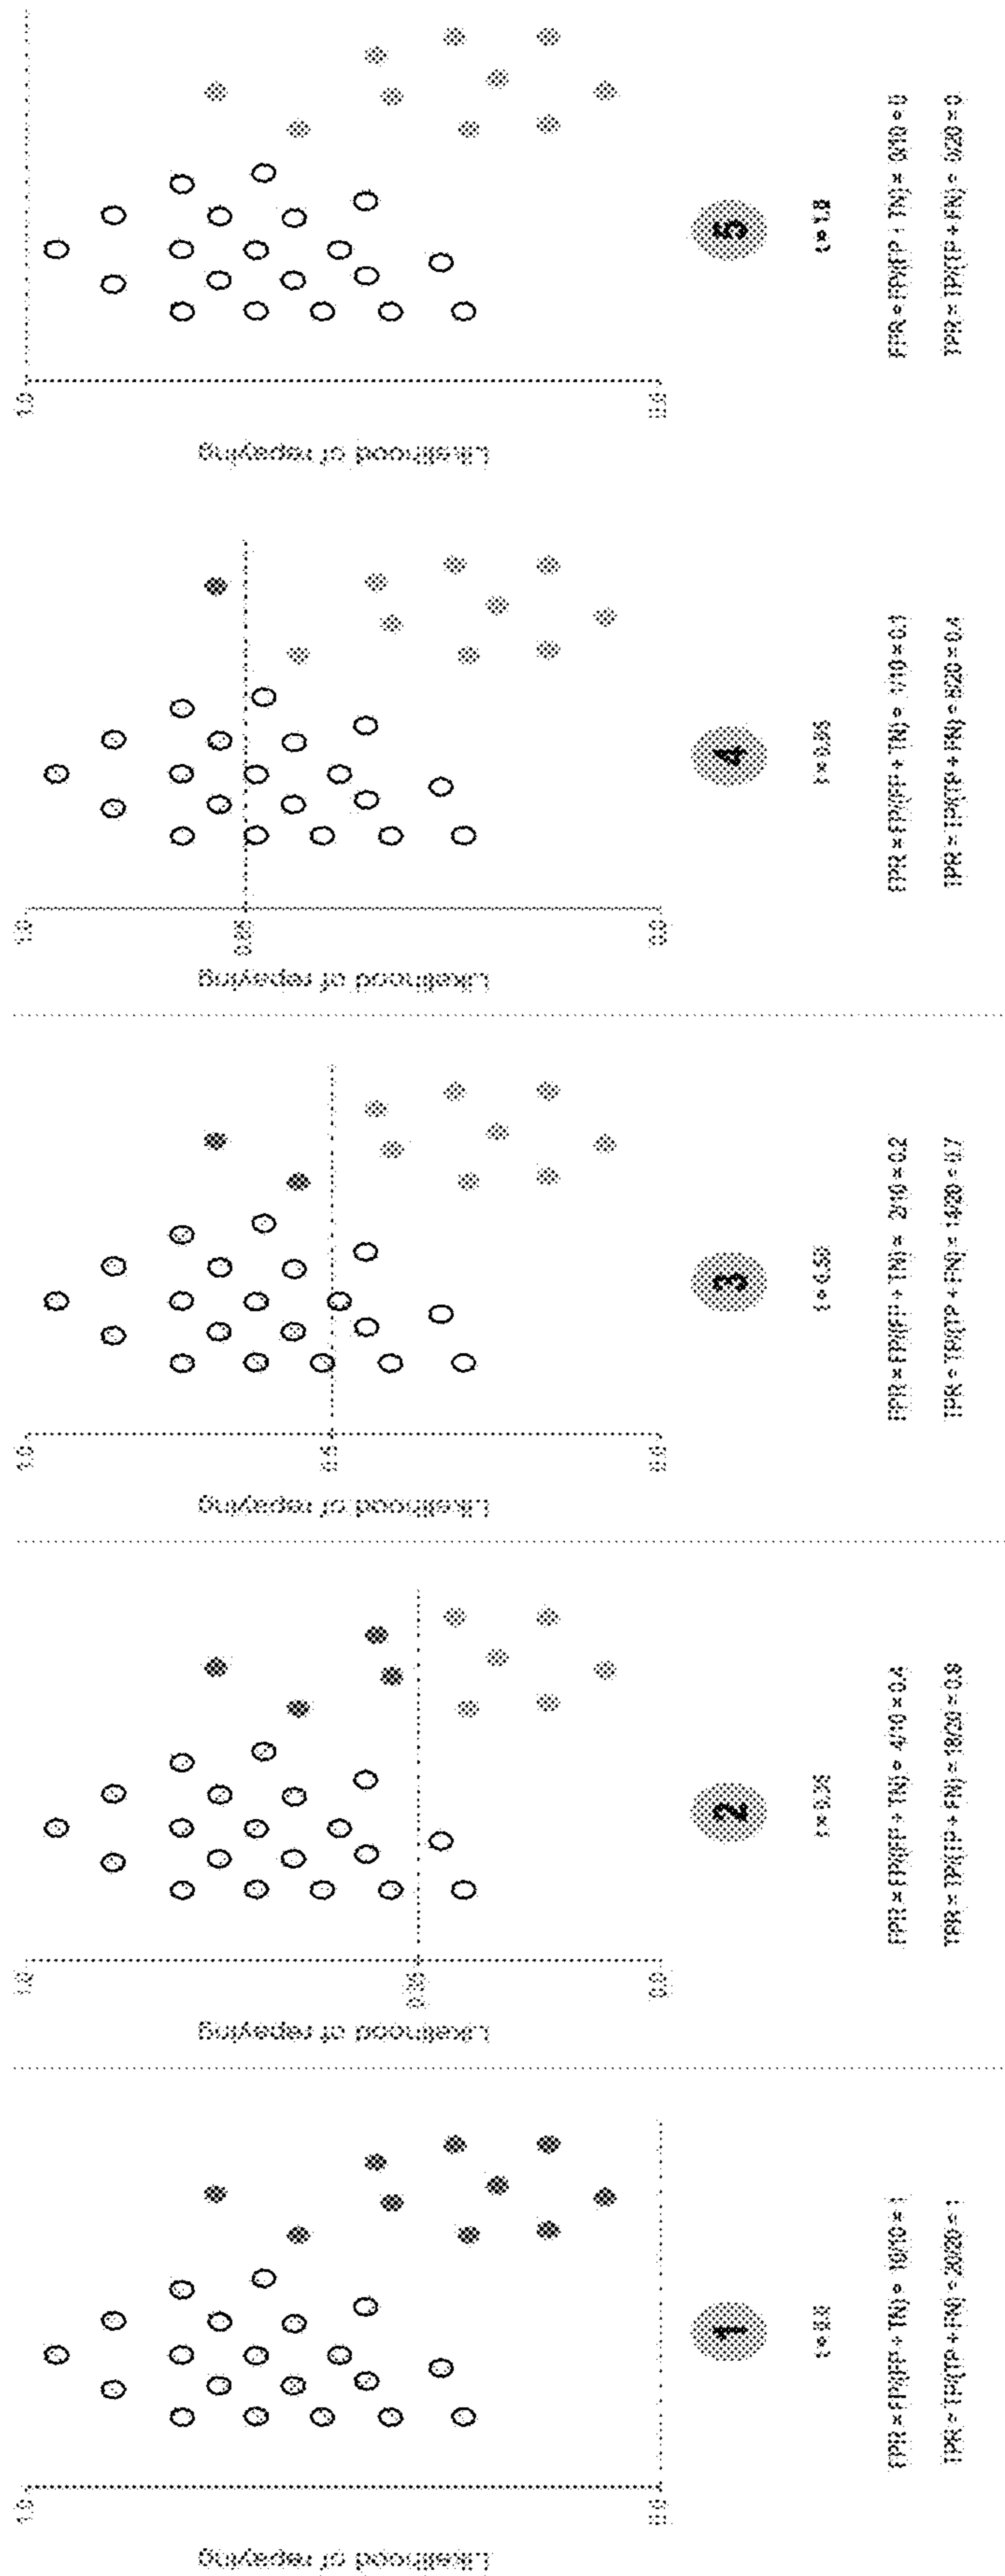 1.0
Likelihood of repaying
0.0
1
t = 0.0
FPR = FP/(FP + TN) = 10/10 = 1
TPR = TP/(TP + FN) = 20/20 = 1
1.0
Likelihood of repaying
0.35
0.0
2
t = 0.35
FPR = FP/(FP + TN) = 4/10 = 0.4
TPR = TP/(TP + FN) = 18/20 = 0.9
1.0
Likelihood of repaying
0.5
0.0
3
t = 0.50
FPR = FP/(FP + TN) = 2/10 = 0.2
TPR = TP/(TP + FN) = 14/20 = 0.7
1.0
Likelihood of repaying
0.65
0.0
4
t = 0.65
FPR = FP/(FP + TN) = 1/10 = 0.1
TPR = TP/(TP + FN) = 8/20 = 0.4
1.0
Likelihood of repaying
0.0
5
t = 1.0
FPR = FP/(FP + TN) = 0/10 = 0
TPR = TP/(TP + FN) = 0/20 = 0